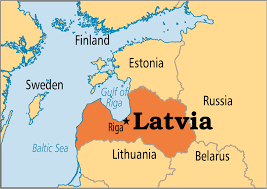 Finland
Estonia
Sweden
Gulf of
Riga
Russia
Riga
Latvia
Baltic Sea
Lithuania
Belarus